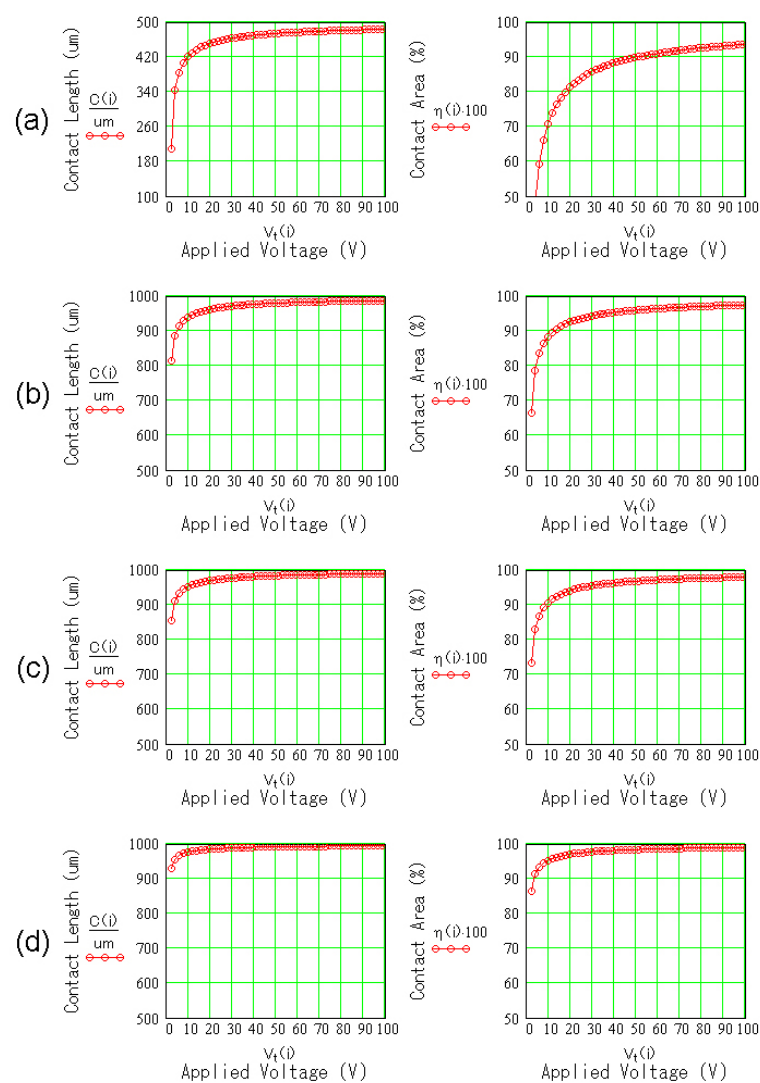 (a)
Contact Length (um)
C(i)
um
500
420
340
260
180
100
0 10 20 30 40 50 60 70 80 90 100
Vt(i)
Applied Voltage (V)
Contact Area (%)
η(i)·100
100
90
80
70
60
50
0 10 20 30 40 50 60 70 80 90 100
Vt(i)
Applied Voltage (V)
(b)
Contact Length (um)
C(i)
um
1000
900
800
700
600
500
0 10 20 30 40 50 60 70 80 90 100
Vt(i)
Applied Voltage (V)
Contact Area (%)
η(i)·100
100
90
80
70
60
50
0 10 20 30 40 50 60 70 80 90 100
Vt(i)
Applied Voltage (V)
(c)
Contact Length (um)
C(i)
um
1000
900
800
700
600
500
0 10 20 30 40 50 60 70 80 90 100
Vt(i)
Applied Voltage (V)
Contact Area (%)
η(i)·100
100
90
80
70
60
50
0 10 20 30 40 50 60 70 80 90 100
Vt(i)
Applied Voltage (V)
(d)
Contact Length (um)
C(i)
um
1000
900
800
700
600
500
0 10 20 30 40 50 60 70 80 90 100
Vt(i)
Applied Voltage (V)
Contact Area (%)
η(i)·100
100
90
80
70
60
50
0 10 20 30 40 50 60 70 80 90 100
Vt(i)
Applied Voltage (V)